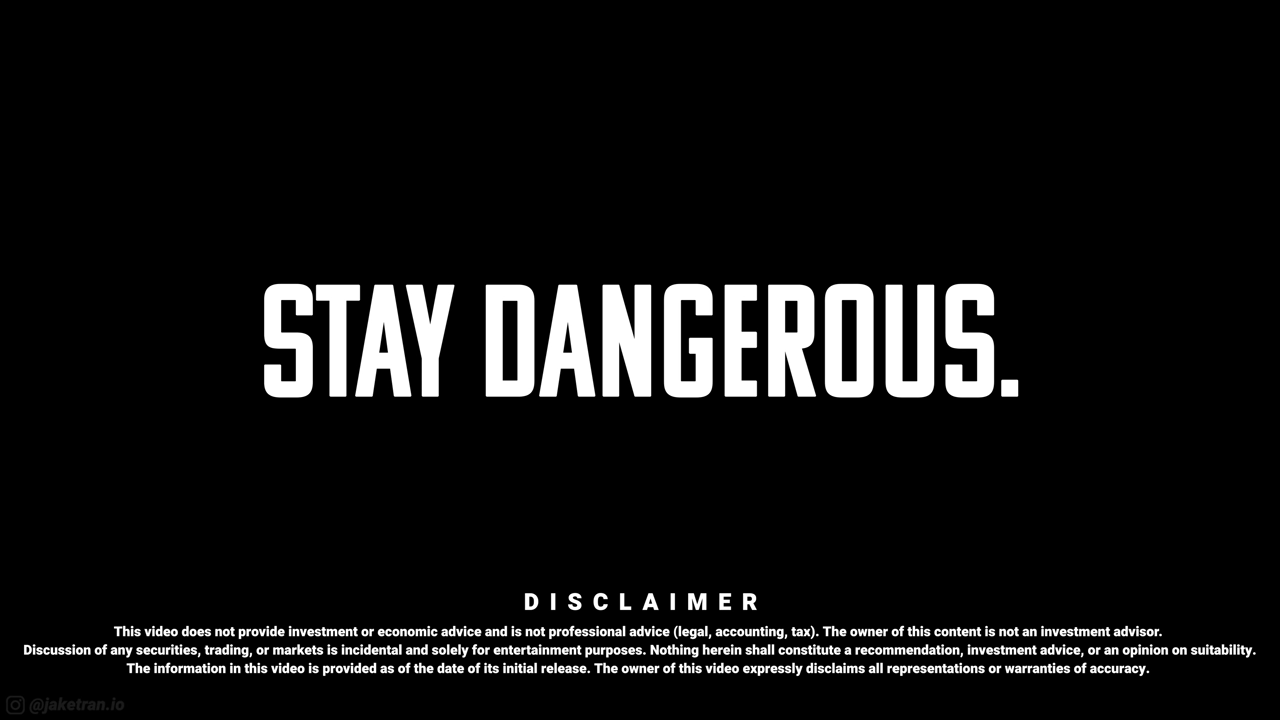 STAY DANGEROUS.
DISCLAIMER
This video does not provide investment or economic advice and is not professional advice (legal, accounting, tax). The owner of this content is not an investment advisor.
Discussion of any securities, trading, or markets is incidental and solely for entertainment purposes. Nothing herein shall constitute a recommendation, investment advice, or an opinion on suitability.
The information in this video is provided as of the date of its initial release. The owner of this video expressly disclaims all representations or warranties of accuracy.
@jaketran.io